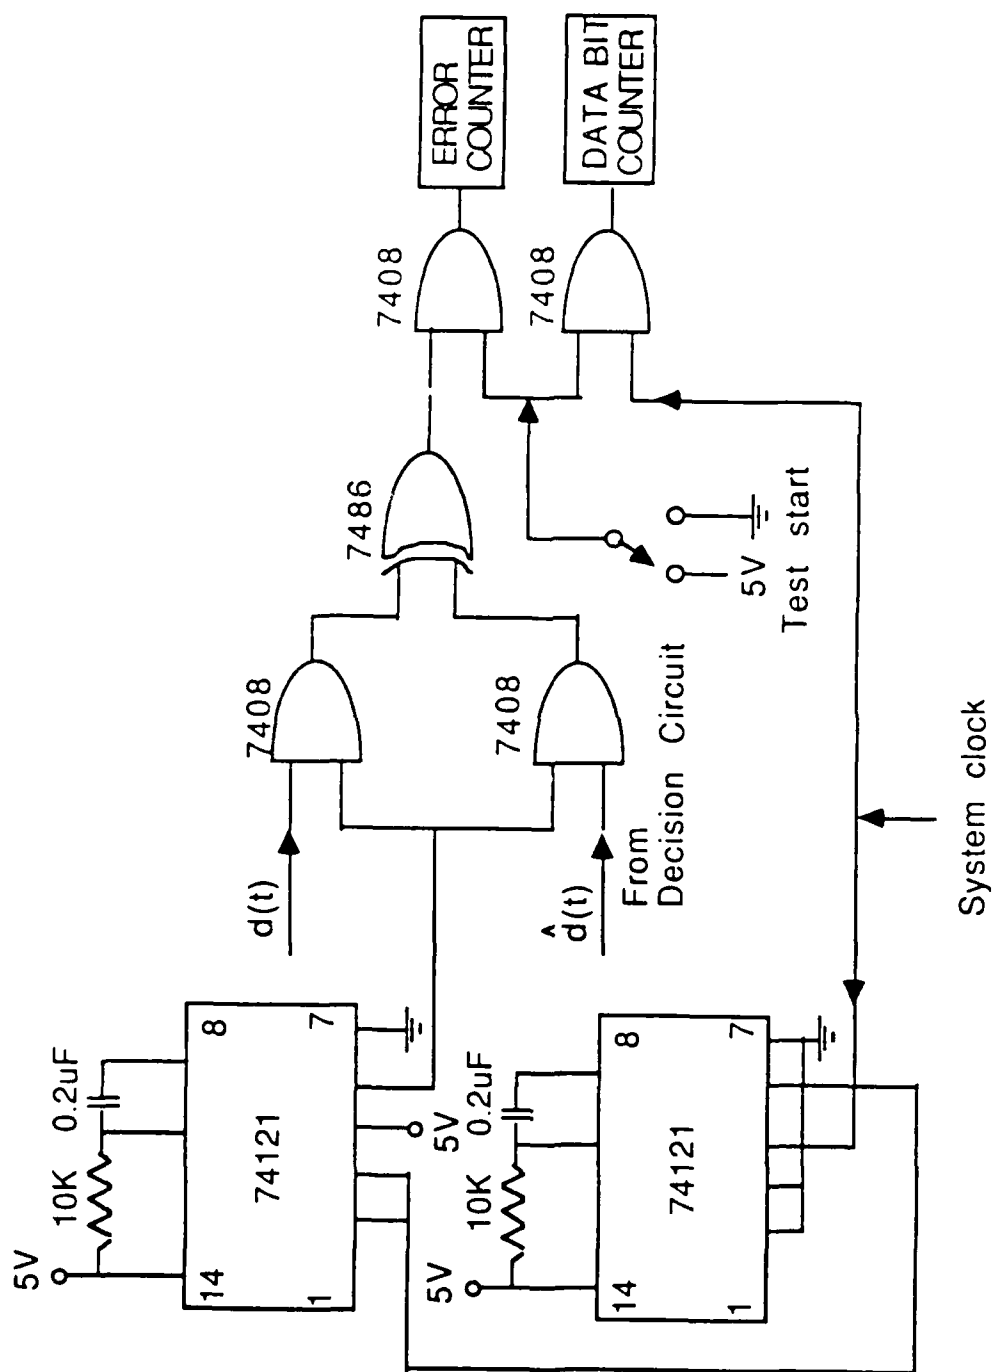 5V
10K
0.2uF
14
8
74121
1
7
5V
5V
10K
0.2uF
14
8
74121
1
7
d(t)
^
d(t)
From
Decision Circuit
7408
7408
7486
7408
7408
ERROR
COUNTER
DATA BIT
COUNTER
5V
Test start
System clock